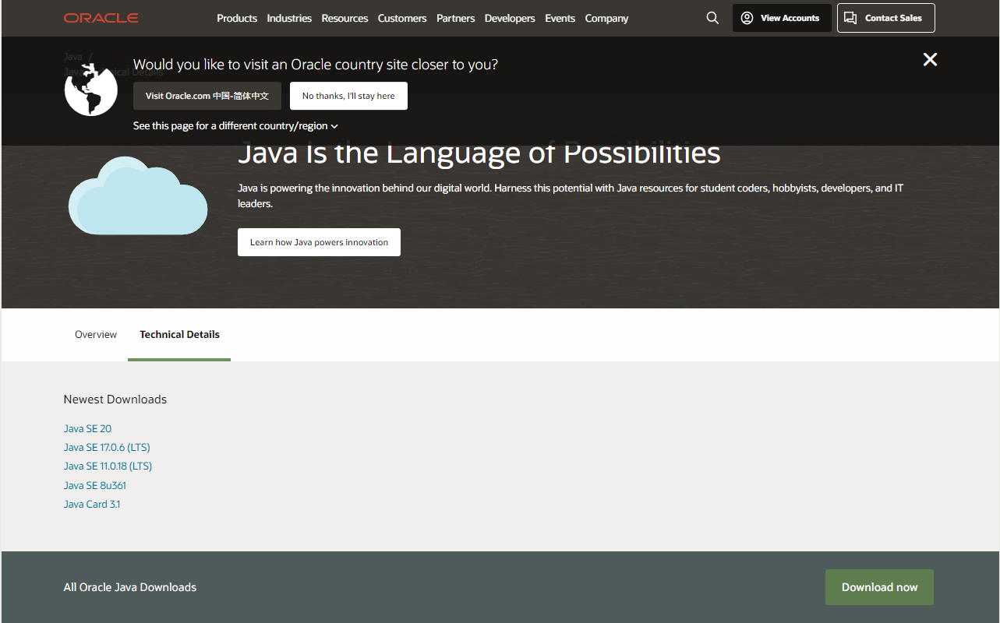 ORACLE
Products Industries Resources Customers Partners Developers Events Company
View Accounts
Contact Sales
Java /
Java Technical Details
Would you like to visit an Oracle country site closer to you?
Visit Oracle.com 中国-简体中文
No thanks, I'll stay here
See this page for a different country/region
Java Is the Language of Possibilities
Java is powering the innovation behind our digital world. Harness this potential with Java resources for student coders, hobbyists, developers, and IT
leaders.
Learn how Java powers innovation
Overview
Technical Details
Newest Downloads
Java SE 20
Java SE 17.0.6 (LTS)
Java SE 11.0.18 (LTS)
Java SE 8u361
Java Card 3.1
All Oracle Java Downloads
Download now